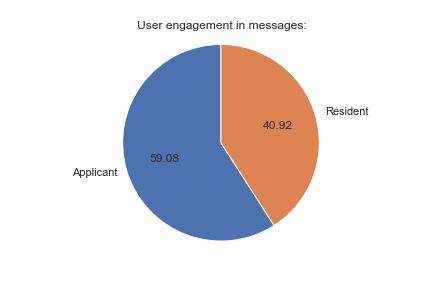 User engagement in messages:
Resident
40.92
59.08
Applicant